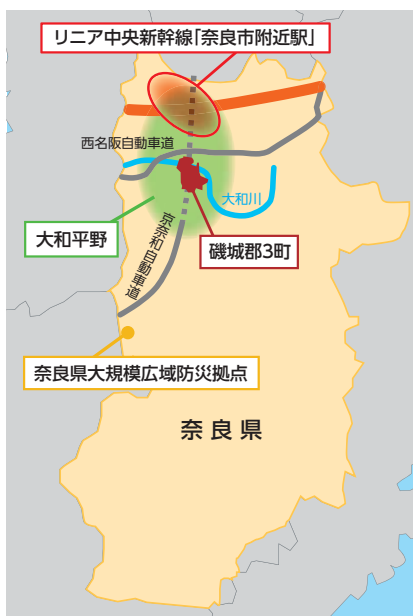 リニア中央新幹線「奈良市附近駅」
西名阪自動車道
大和川
大和平野
京奈和自動車道
磯城郡3町
奈良県大規模広域防災拠点
奈良県